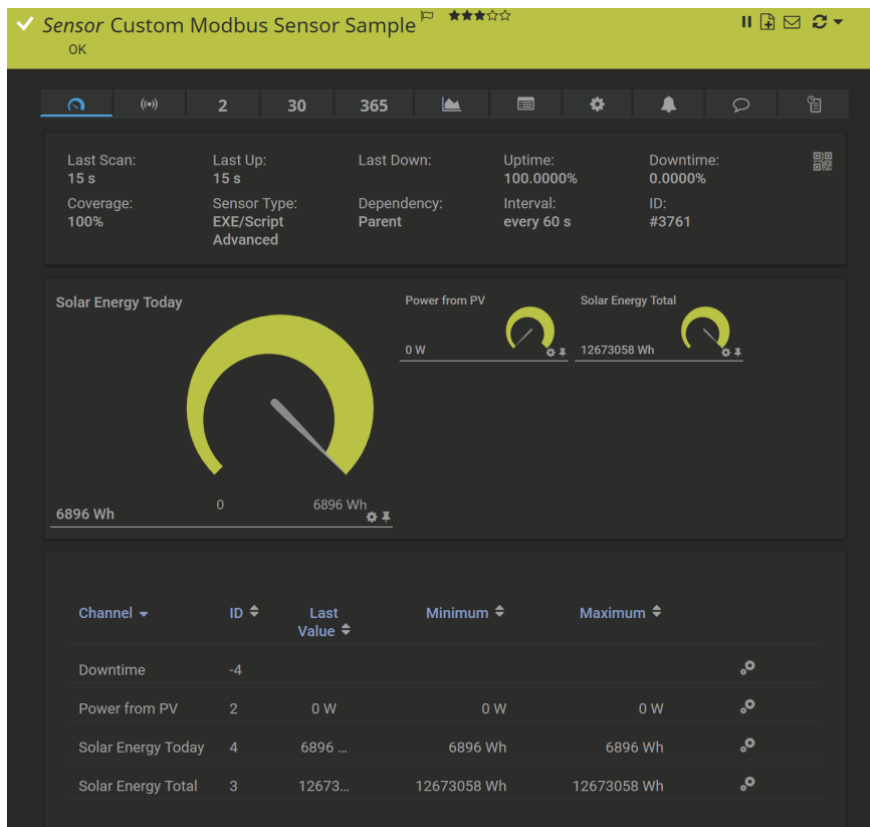 Sensor Custom Modbus Sensor Sample
OK
2 30 365
Last Scan: Last Up: Last Down: Uptime: Downtime:
15 s 15 s 100.0000% 0.0000%
Coverage: Sensor Type: Dependency: Interval: ID:
100% EXE/Script Parent every 60 s #3761
Advanced
Solar Energy Today Power from PV Solar Energy Total
0 W 12673058 Wh
0 6896 Wh
6896 Wh
Channel ID Last Minimum Maximum
Value
Downtime -4
Power from PV 2 0 W 0 W 0 W
Solar Energy Today 4 6896 ... 6896 Wh 6896 Wh
Solar Energy Total 3 12673... 12673058 Wh 12673058 Wh